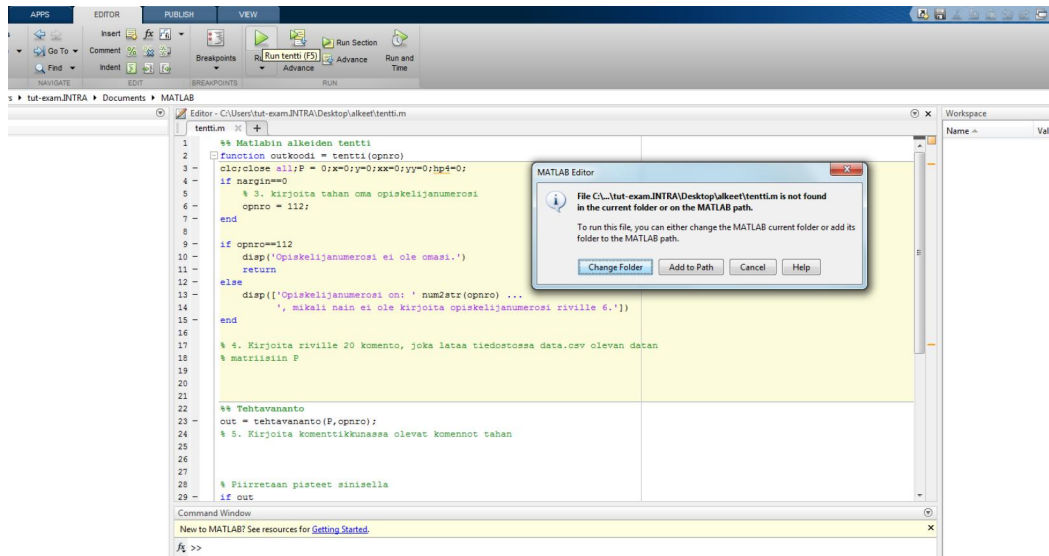 APPS EDITOR PUBLISH VIEW
Insert fx
Go To Comment
Find Indent
Breakpoints
Run tentti (F5)
Advance
Run Section
Advance
Run and
Time
NAVIGATE EDIT BREAKPOINTS RUN
tut-exam.INTRA Documents MATLAB
Editor - C:\Users\tut-exam.INTRA\Desktop\alkeet\tentti.m
Workspace
tentti.m
Name
1 %% Matlabin alkeiden tentti
2 function outkoodi = tentti(opnro)
3 - clc;close all;P = 0;x=0;y=0;xx=0;yy=0;hp4=0;
4 - if nargin==0
5 % 3. kirjoita tahan oma opiskelijanumerosi
6 - opnro = 112;
7 - end
8
9 - if opnro==112
10 - disp('Opiskelijanumerosi ei ole omasi.')
11 - return
12 - else
13 - disp(['Opiskelijanumerosi on: ' num2str(opnro) ...
14 ', mikali nain ei ole kirjoita opiskelijanumerosi riville 6.'])
15 - end
16
17 % 4. Kirjoita riville 20 komento, joka lataa tiedostossa data.csv olevan datan
18 % matriisiin P
19
20
21
22 %% Tehtavananto
23 - out = tehtavananto(P,opnro);
24 % 5. Kirjoita komenttikkunassa olevat komennot tahan
25
26
27
28 % Piirretaan pisteet sinisella
29 - if out
MATLAB Editor
File C:\...\tut-exam.INTRA\Desktop\alkeet\tentti.m is not found
in the current folder or on the MATLAB path.
To run this file, you can either change the MATLAB current folder or add its
folder to the MATLAB path.
Change Folder Add to Path Cancel Help
Command Window
New to MATLAB? See resources for Getting Started.
fx >>